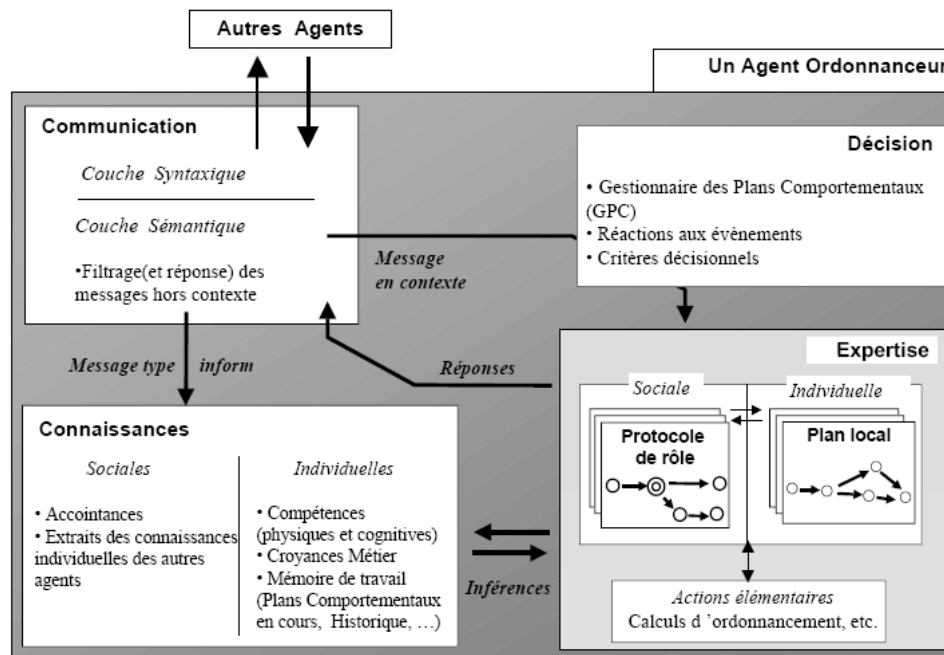 Autres Agents
Un Agent Ordonnanceur
Communication
Couche Syntaxique
Couche Sémantique
•Filtrage(et réponse) des
messages hors contexte
Message
en contexte
Décision
• Gestionnaire des Plans Comportementaux
(GPC)
• Réactions aux évènements
• Critères décisionnels
Message type inform
Réponses
Expertise
Sociale
Individuelle
Protocole
de rôle
Plan local
Connaissances
Sociales
• Accointances
• Extraits des connaissances
individuelles des autres
agents
Individuelles
• Compétences
(physiques et cognitives)
• Croyances Métier
• Mémoire de travail
(Plans Comportementaux
en cours, Historique, …)
Inférences
Actions élémentaires
Calculs d ’ordonnancement, etc.